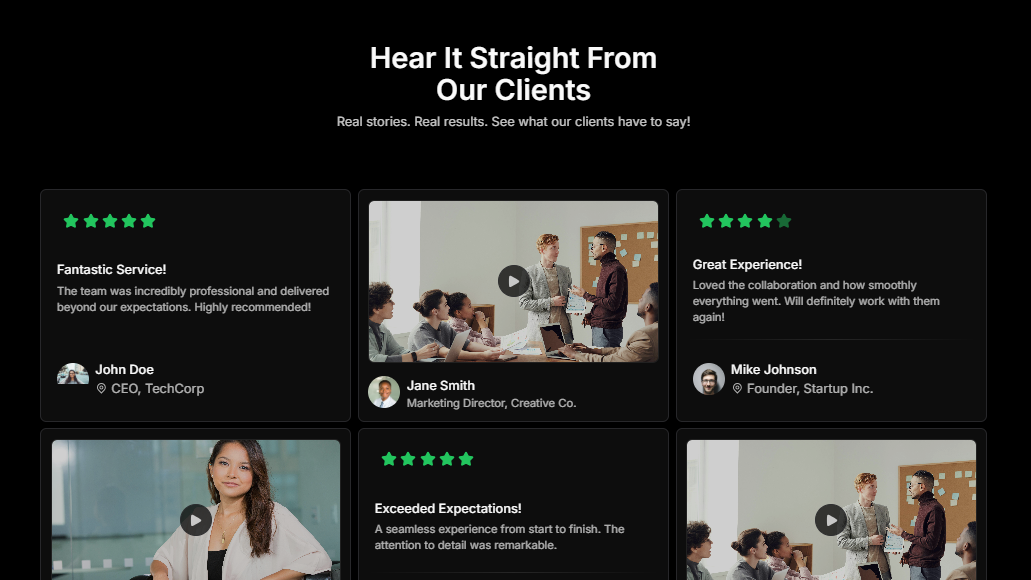 Hear It Straight From
Our Clients
Real stories. Real results. See what our clients have to say!
Fantastic Service!
The team was incredibly professional and delivered
beyond our expectations. Highly recommended!
John Doe
CEO, TechCorp
Jane Smith
Marketing Director, Creative Co.
Great Experience!
Loved the collaboration and how smoothly
everything went. Will definitely work with them
again!
Mike Johnson
Founder, Startup Inc.
Exceeded Expectations!
A seamless experience from start to finish. The
attention to detail was remarkable.